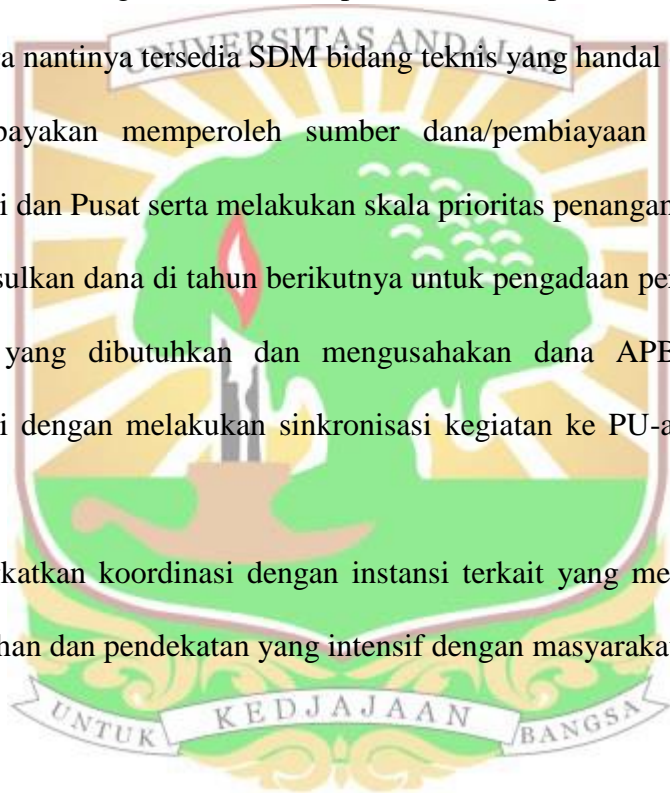 UNIVERSITAS ANDALAS
a nantinya tersedia SDM bidang teknis yang handal
payakan memperoleh sumber dana/pembiayaan
i dan Pusat serta melakukan skala prioritas penangan
sulkan dana di tahun berikutnya untuk pengadaan pe
yang dibutuhkan dan mengusahakan dana APB
i dengan melakukan sinkronisasi kegiatan ke PU-a
katkan koordinasi dengan instansi terkait yang me
han dan pendekatan yang intensif dengan masyarakat
UNTUK KEDJAJAAN BANGSA